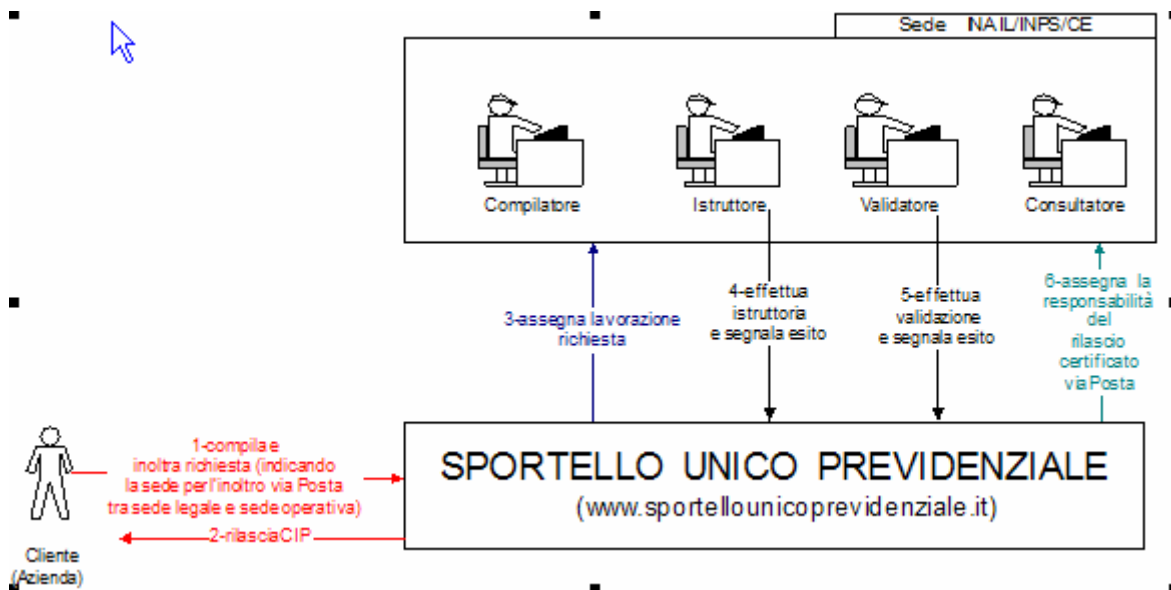 Sede INAIL/INPS/CE
Compilatore
Istruttore
Validatore
Consultatore
3-assegna lavorazione
richiesta
4-effettua
istruttoria
e segnala esito
5-effettua
validazione
e segnala esito
6-assegna la
responsabilità
del
rilascio
certificato
via Posta
1-compila e
inoltra richiesta (indicando
la sede per l'inoltro via Posta
tra sede legale e sede operativa)
2-rilascia CIP
Cliente
(Azienda)
SPORTELLO UNICO PREVIDENZIALE
(www.sportellounicoprevidenziale.it)